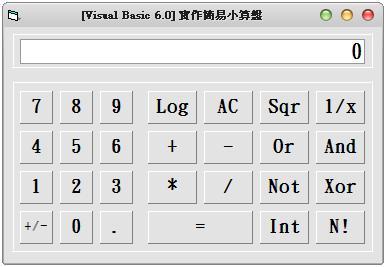 [Visual Basic 6.0] 實作簡易小算盤
0
7 8 9 Log AC Sqr 1/x
4 5 6 + - Or And
1 2 3 * / Not Xor
+/- 0 . = Int N!